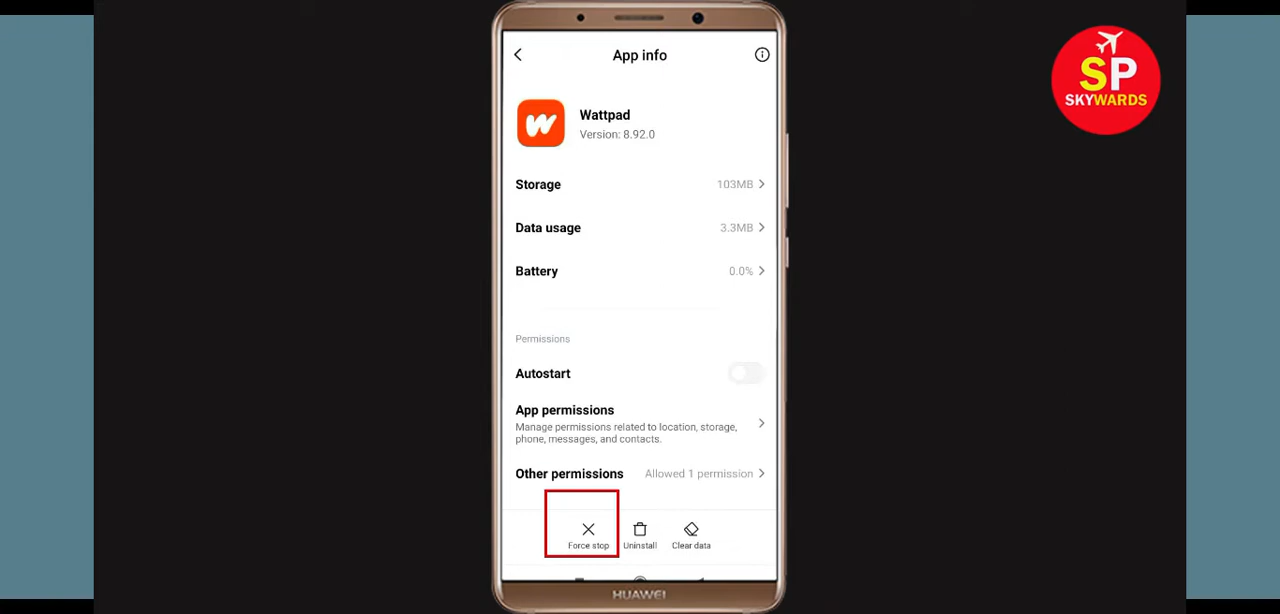 App info
Wattpad
Version: 8.92.0
Storage 103MB
Data usage 3.3MB
Battery 0.0%
Permissions
Autostart
App permissions
Manage permissions related to location, storage,
phone, messages, and contacts.
Other permissions Allowed 1 permission
Force stop Uninstall Clear data
HUAWEI
SP
SKYWARDS